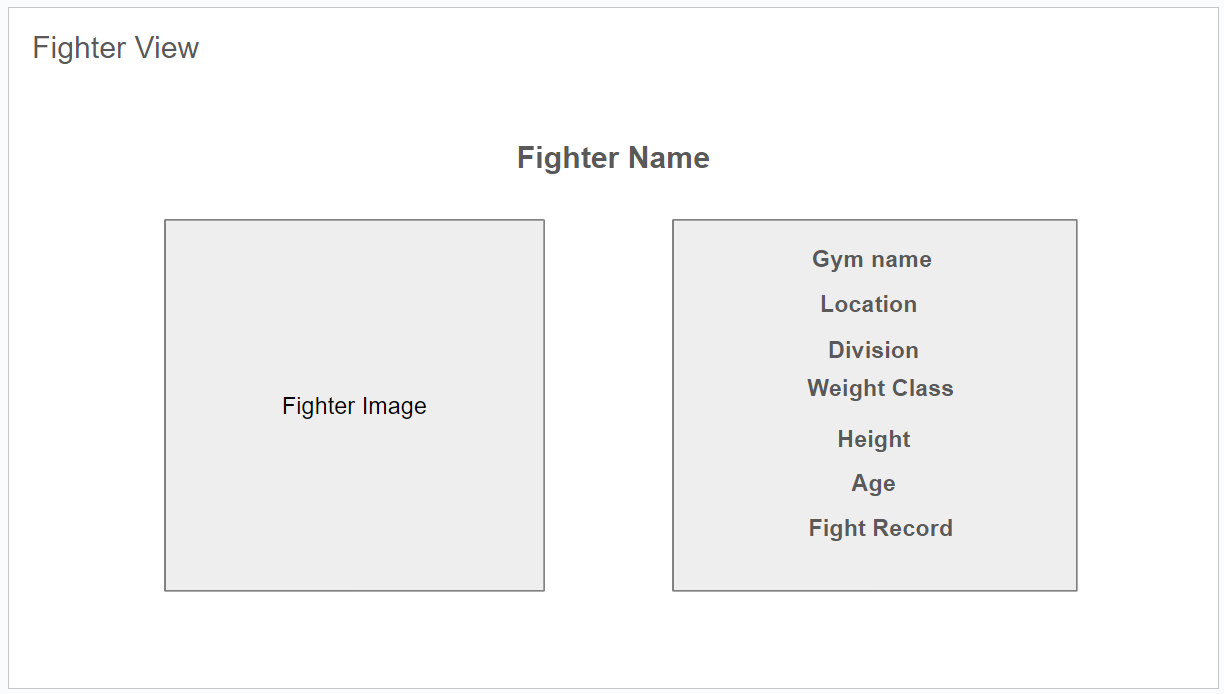 Fighter View
Fighter Name
Fighter Image
Gym name
Location
Division
Weight Class
Height
Age
Fight Record